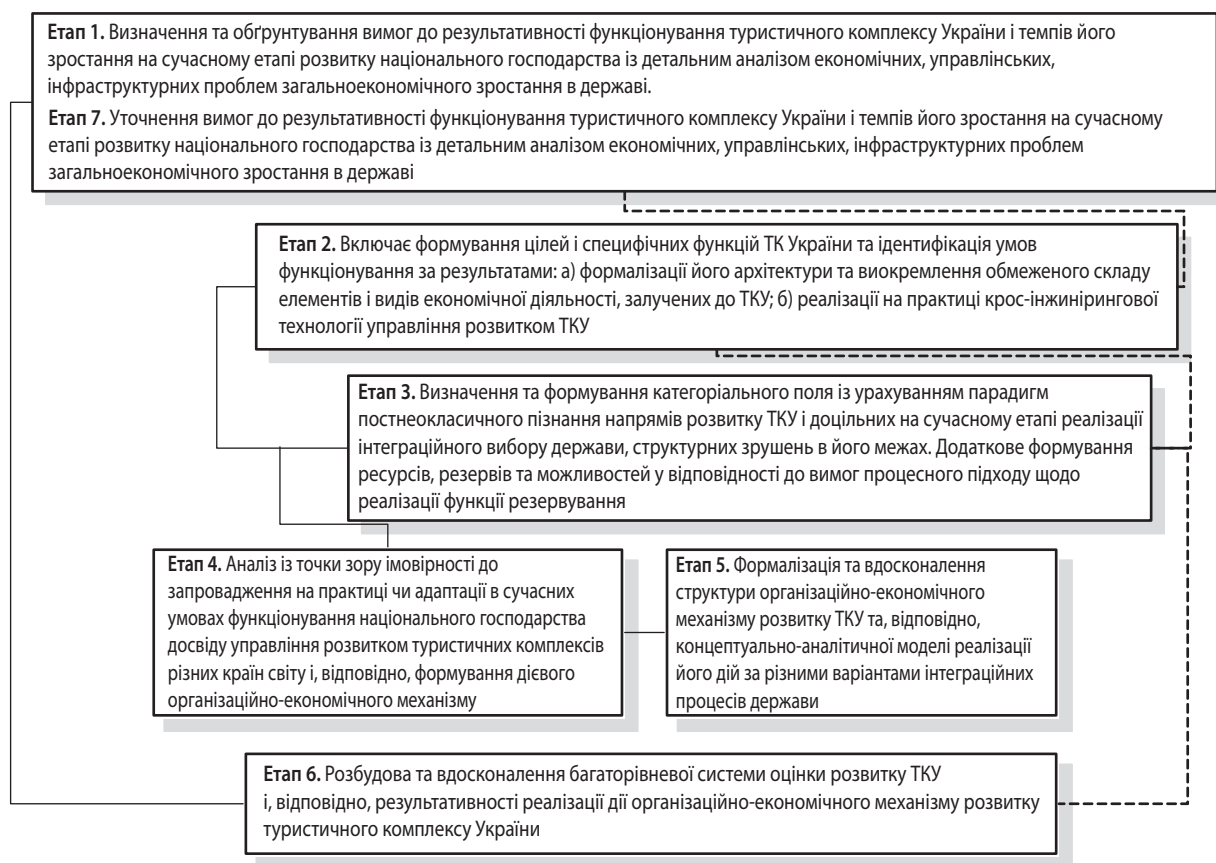 Етап 1. Визначення та обґрунтування вимог до результативності функціонування туристичного комплексу України і темпів його
зростання на сучасному етапі розвитку національного господарства із детальним аналізом економічних, управлінських,
інфраструктурних проблем загальноекономічного зростання в державі.
Етап 7. Уточнення вимог до результативності функціонування туристичного комплексу України і темпів його зростання на сучасному
етапі розвитку національного господарства із детальним аналізом економічних, управлінських, інфраструктурних проблем
загальноекономічного зростання в державі
Етап 2. Включає формування цілей і специфічних функцій ТК України та ідентифікація умов
функціонування за результатами: а) формалізації його архітектури та виокремлення обмеженого складу
елементів і видів економічної діяльності, залучених до ТКУ; б) реалізації на практиці крос-інжинірингової
технології управління розвитком ТКУ
Етап 3. Визначення та формування категоріального поля із урахуванням парадигм
постнеокласичного пізнання напрямів розвитку ТКУ і доцільних на сучасному етапі реалізації
інтеграційного вибору держави, структурних зрушень в його межах. Додаткове формування
ресурсів, резервів та можливостей у відповідності до вимог процесного підходу щодо
реалізації функції резервування
Етап 4. Аналіз із точки зору імовірності до
запровадження на практиці чи адаптації в сучасних
умовах функціонування національного господарства
досвіду управління розвитком туристичних комплексів
різних країн світу і, відповідно, формування дієвого
організаційно-економічного механізму
Етап 5. Формалізація та вдосконалення
структури організаційно-економічного
механізму розвитку ТКУ та, відповідно,
концептуально-аналітичної моделі реалізації
його дій за різними варіантами інтеграційних
процесів держави
Етап 6. Розбудова та вдосконалення багаторівневої системи оцінки розвитку ТКУ
і, відповідно, результативності реалізації дії організаційно-економічного механізму розвитку
туристичного комплексу України